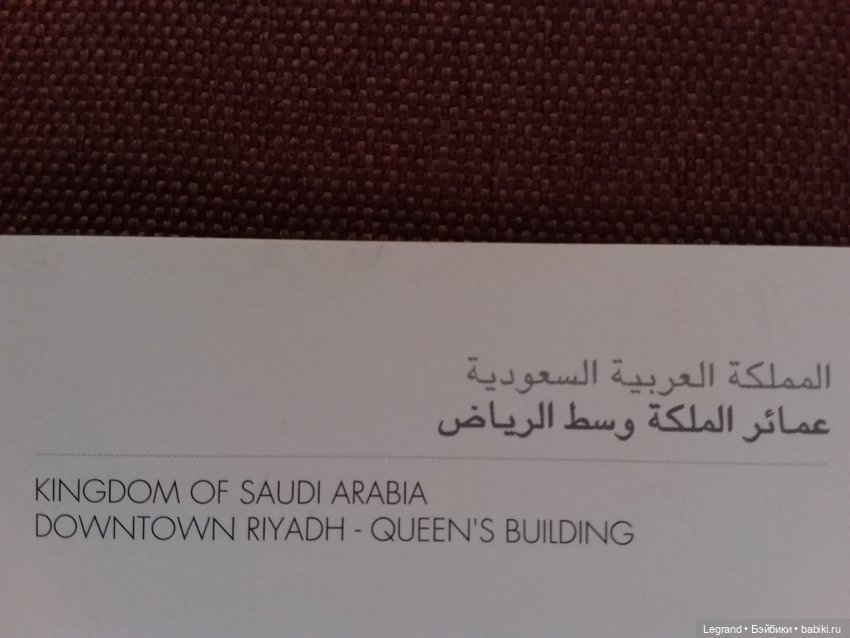 المملكة العربية السعودية
عمائر الملكة وسط الرياض
KINGDOM OF SAUDI ARABIA
DOWNTOWN RIYADH - QUEEN'S BUILDING
Legrand • Бэйбики • babiki.ru